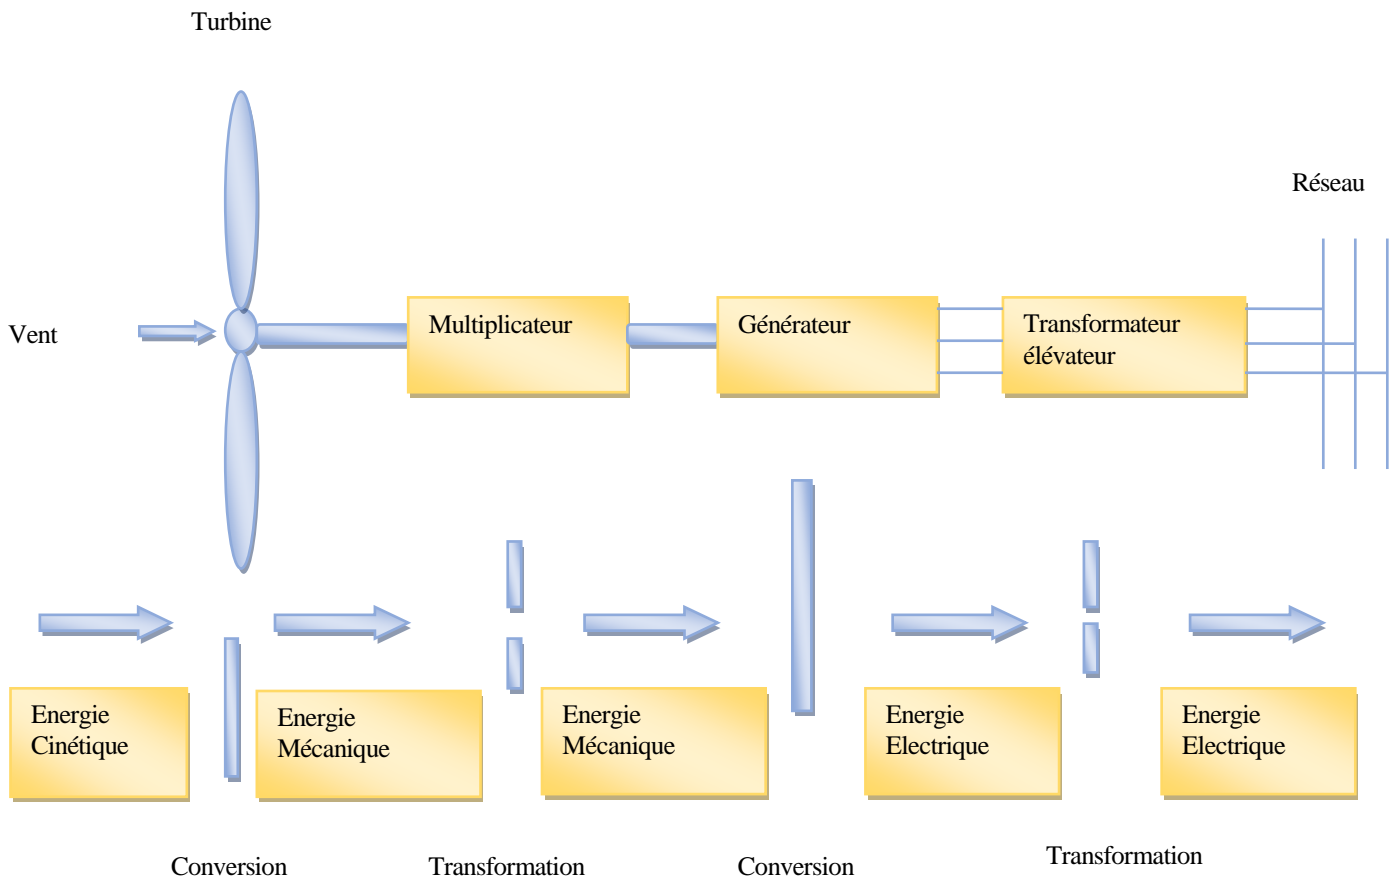 Turbine
Réseau
Vent
Multiplicateur
Générateur
Transformateur
élévateur
Energie
Cinétique
Energie
Mécanique
Energie
Mécanique
Energie
Electrique
Energie
Electrique
Conversion
Transformation
Conversion
Transformation